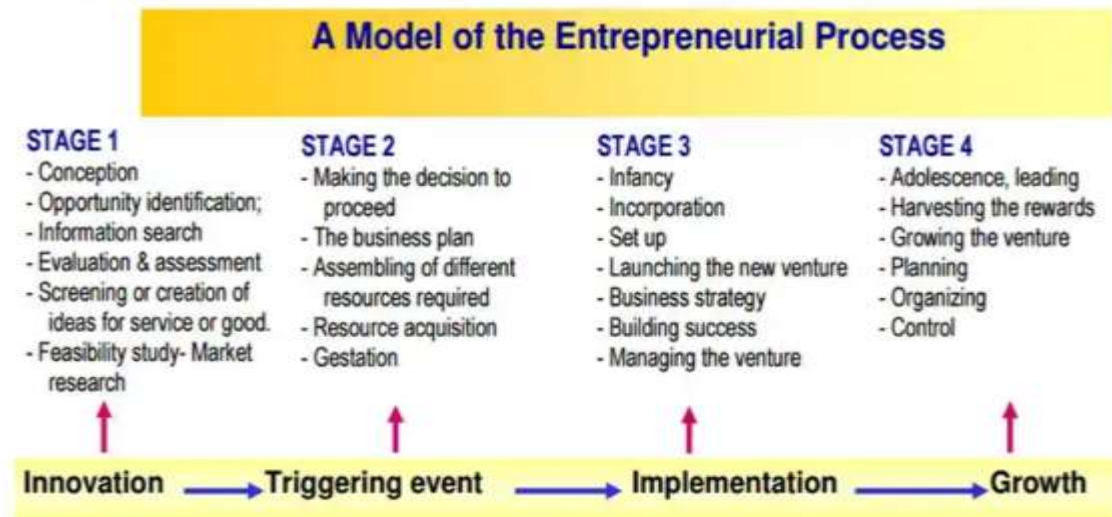 A Model of the Entrepreneurial Process
STAGE 1
- Conception
- Opportunity identification;
- Information search
- Evaluation & assessment
- Screening or creation of
ideas for service or good.
- Feasibility study- Market
research
STAGE 2
- Making the decision to
proceed
- The business plan
- Assembling of different
resources required
- Resource acquisition
- Gestation
STAGE 3
- Infancy
- Incorporation
- Set up
- Launching the new venture
- Business strategy
- Building success
- Managing the venture
STAGE 4
- Adolescence, leading
- Harvesting the rewards
- Growing the venture
- Planning
- Organizing
- Control
Innovation
Triggering event
Implementation
Growth